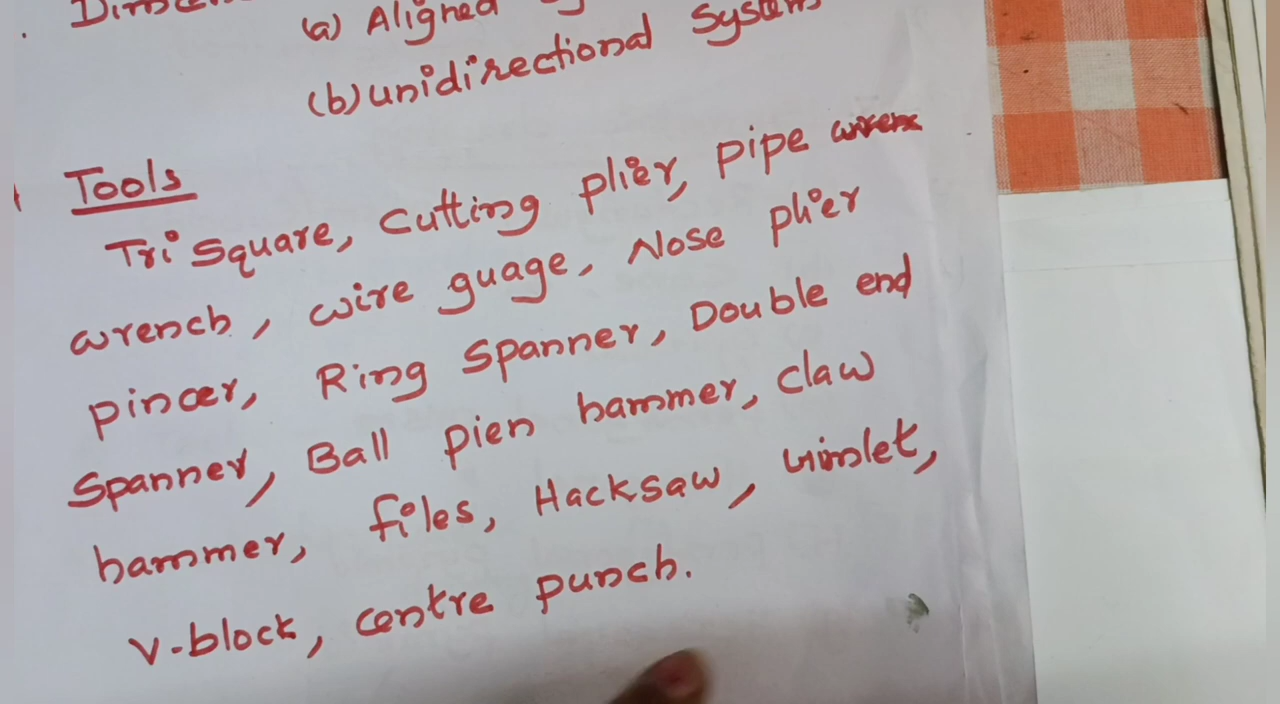 (a) Aligned
(b) unidirectional System
Tools
Tri Square, Cutting plier, pipe
wrench, wire guage, Nose plier
pincer, Ring Spanner, Double end
Spanner, Ball pien hammer, claw
hammer, files, Hacksaw,
V-block, centre punch.